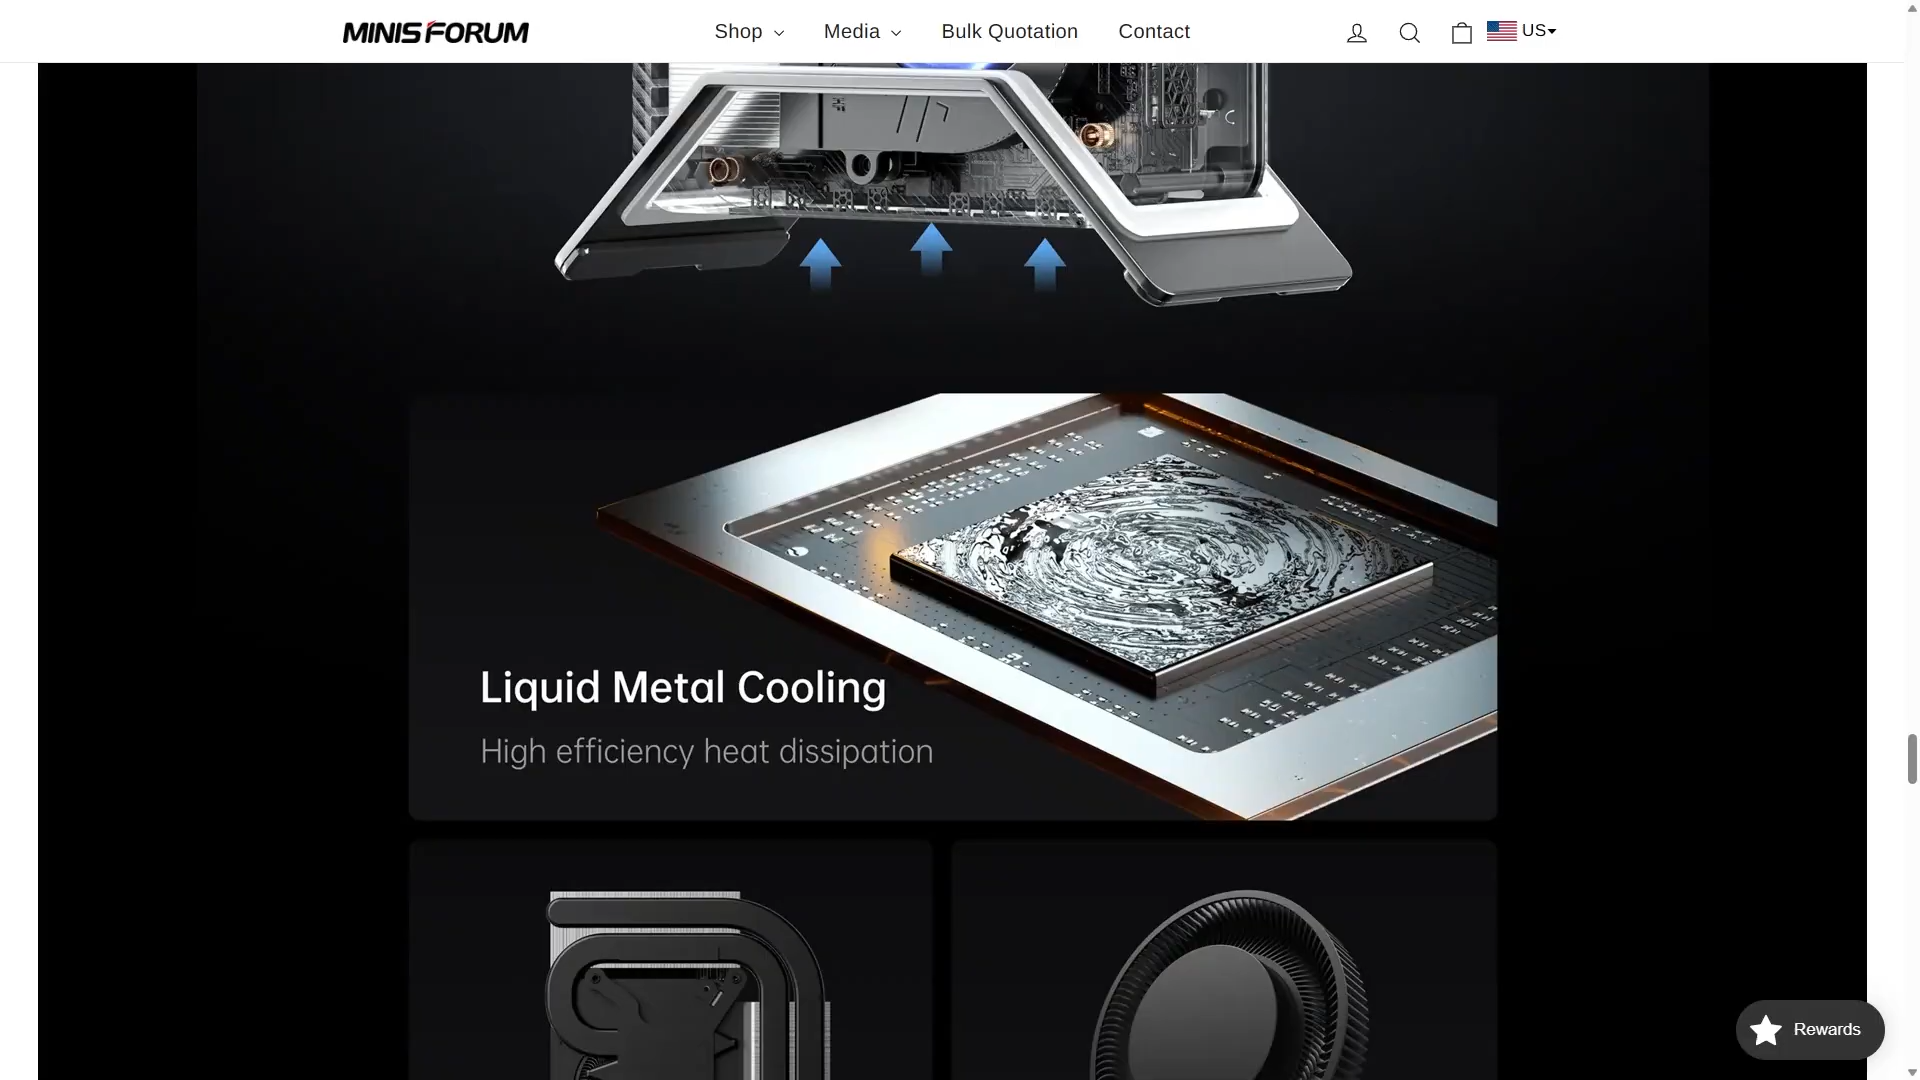 MINISFORUM
Shop
Media
Bulk Quotation
Contact
US
Liquid Metal Cooling
High efficiency heat dissipation
Rewards